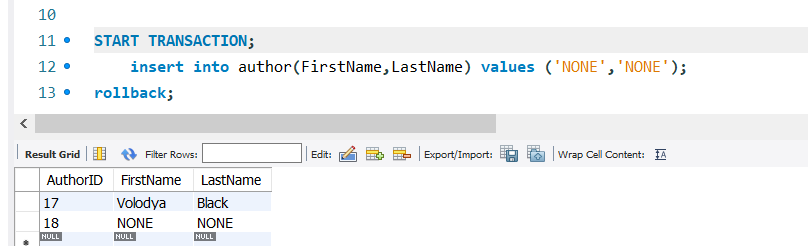 10
11 START TRANSACTION;
12 insert into author(FirstName,LastName) values ('NONE','NONE');
13 rollback;
Result Grid Filter Rows: Edit: Export/Import: Wrap Cell Content: IA
AuthorID FirstName LastName
17 Volodya Black
18 NONE NONE
NULL NULL NULL